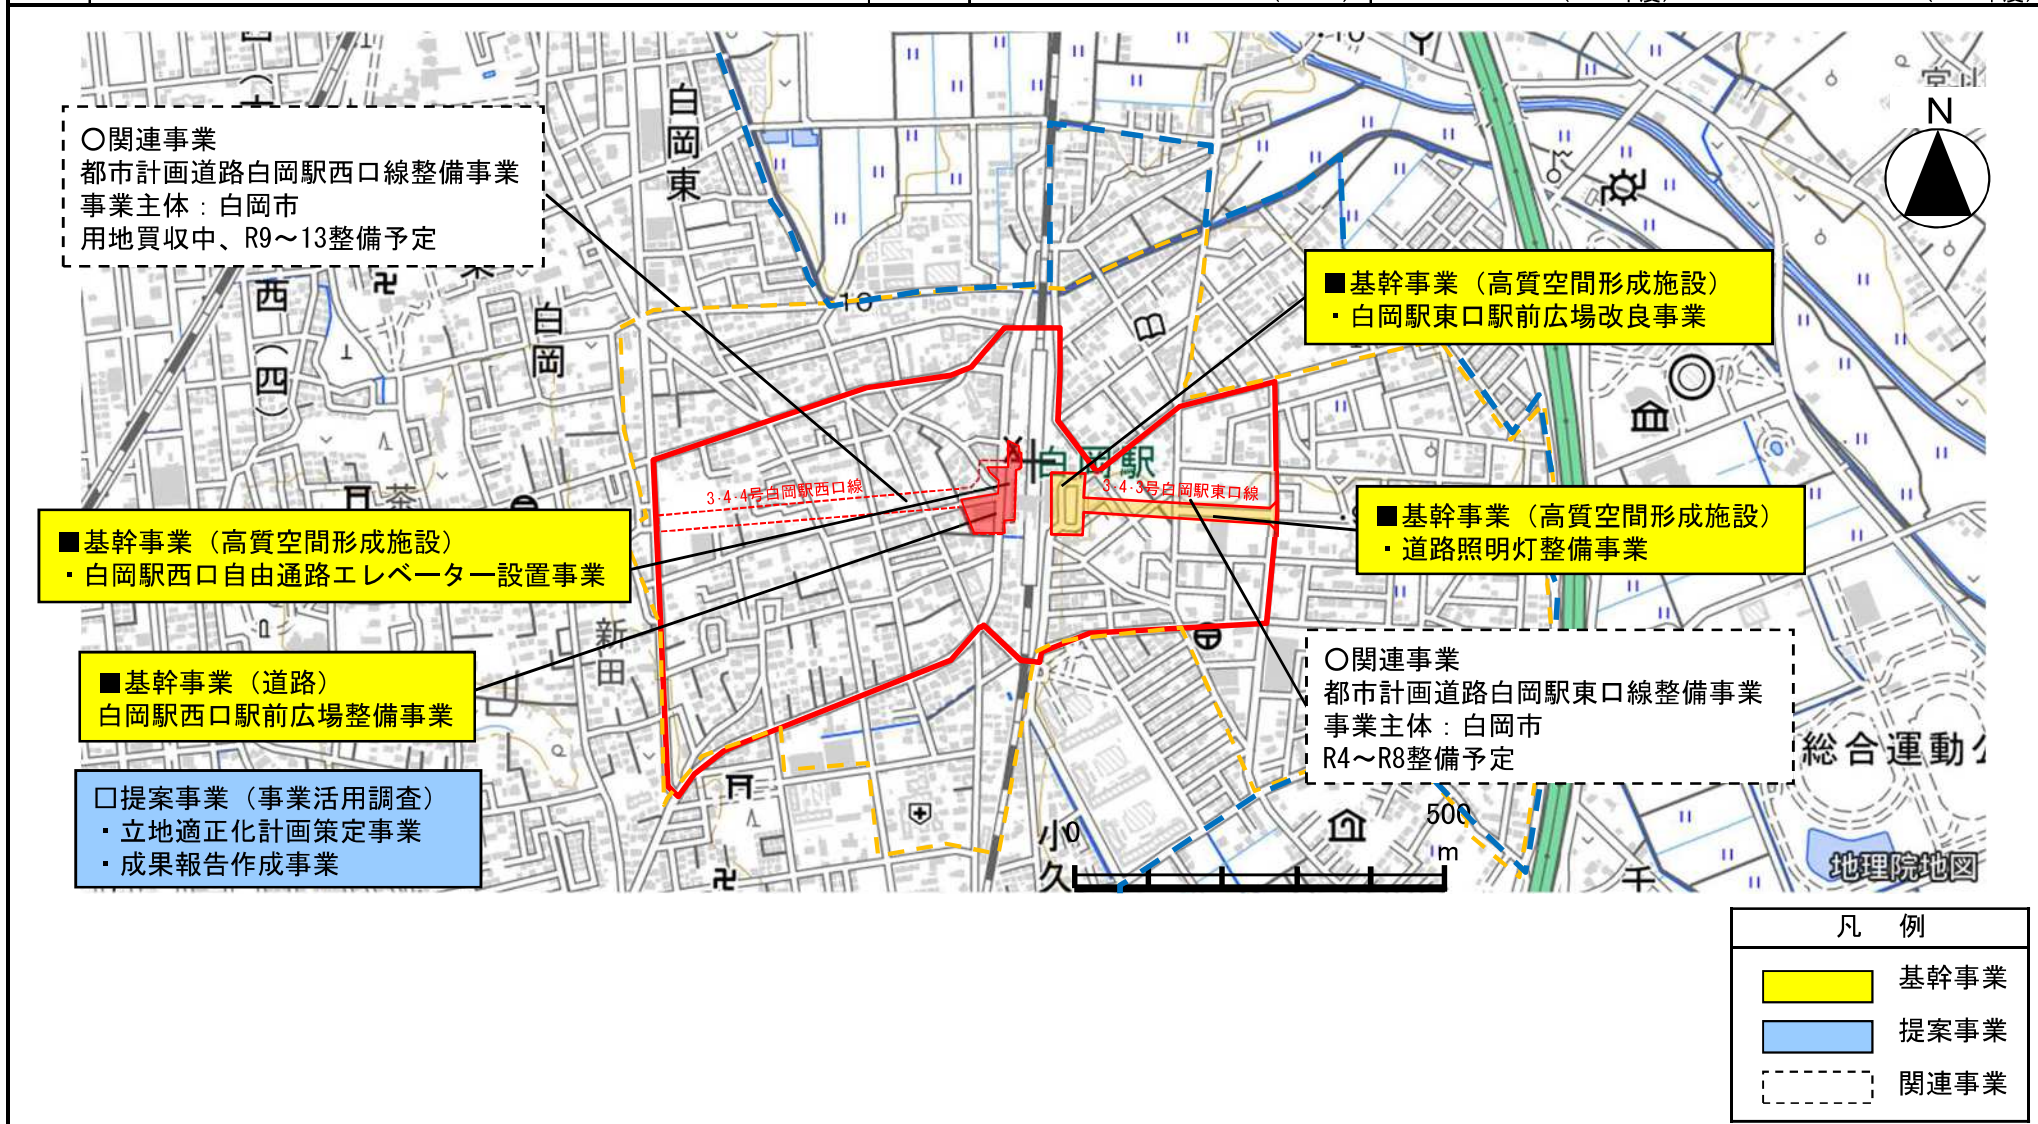 白岡東
○関連事業
都市計画道路白岡駅西口線整備事業
事業主体：白岡市
用地買収中、R9～13整備予定
N
西(四)
白岡
10
■基幹事業（高質空間形成施設）
・白岡駅東口駅前広場改良事業
白岡駅
3・4・4号白岡駅西口線
3・4・3号白岡駅東口線
茶
■基幹事業（高質空間形成施設）
・白岡駅西口自由通路エレベーター設置事業
■基幹事業（高質空間形成施設）
・道路照明灯整備事業
新田
■基幹事業（道路）
白岡駅西口駅前広場整備事業
○関連事業
都市計画道路白岡駅東口線整備事業
事業主体：白岡市
R4～R8整備予定
総合運動公
□提案事業（事業活用調査）
・立地適正化計画策定事業
・成果報告作成事業
小久
0
500
m
千
地理院地図
凡 例
基幹事業
提案事業
関連事業